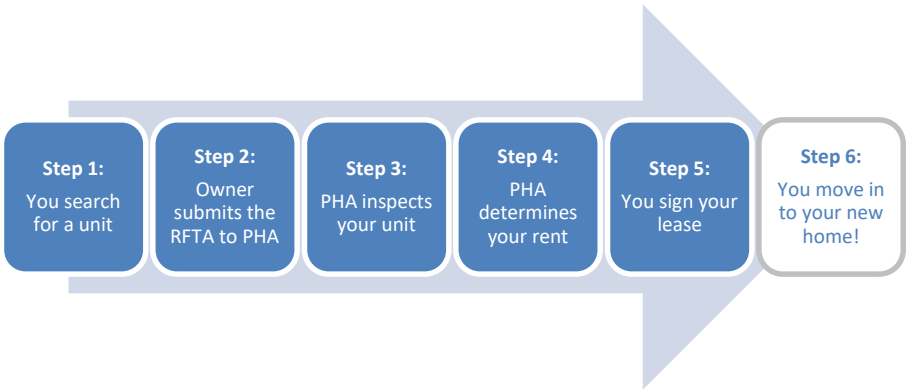 Step 1:
You search
for a unit
Step 2:
Owner
submits the
RFTA to PHA
Step 3:
PHA inspects
your unit
Step 4:
PHA
determines
your rent
Step 5:
You sign your
lease
Step 6:
You move in
to your new
home!